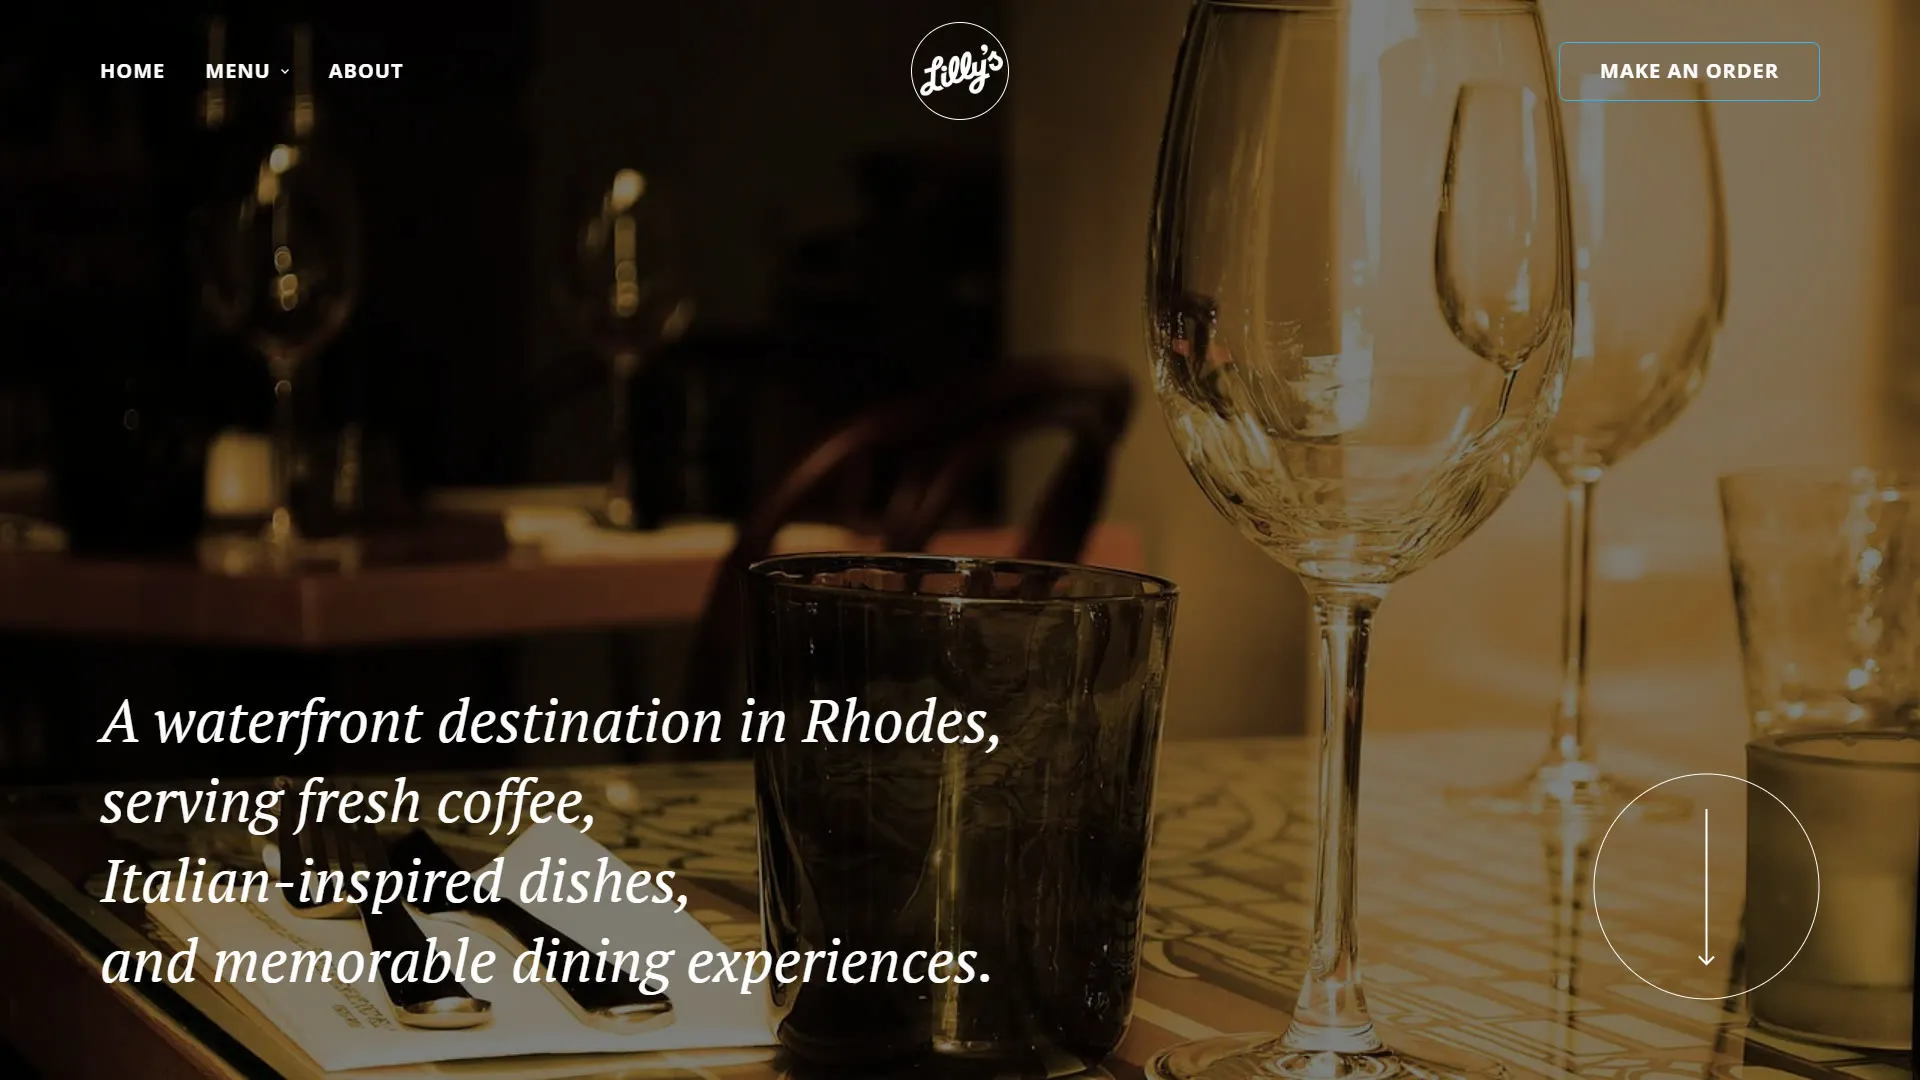 HOME MENU ABOUT
Lilly's
MAKE AN ORDER
A waterfront destination in Rhodes,
serving fresh coffee,
Italian-inspired dishes,
and memorable dining experiences.